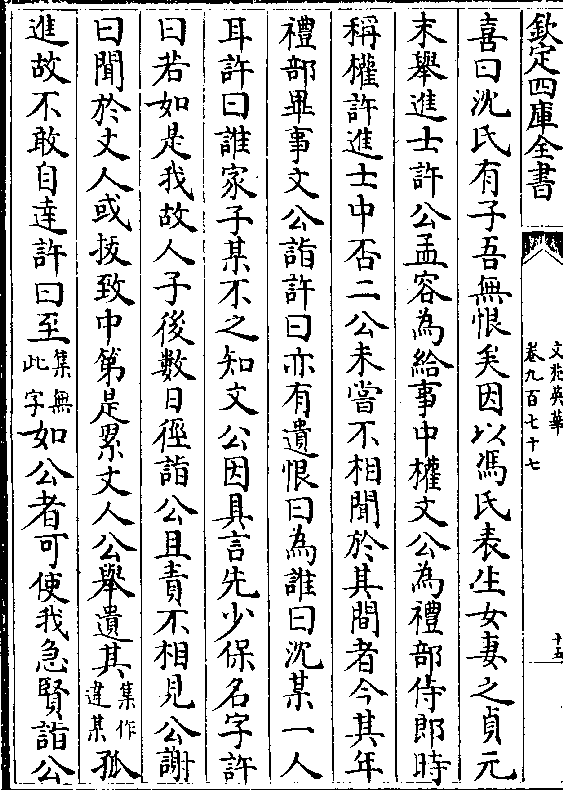 欽定四庫全書
文苑英華
卷九百七十七
十五
喜曰沈氏有子吾無恨矣因以馮氏表生女妻之貞元
末舉進士許公孟容為給事中權文公為禮部侍郎時
稱權許進士中否二公未嘗不相聞於其間者今其年
禮部畢事文公詣許曰亦有遺恨曰為誰曰沈某一人
耳許曰誰家子某不之知文公因具言先少保名字許
曰若如是我故人子後數日徑詣公且責不相見公謝
曰聞於丈人或拔致中第是累丈人公舉遺其集作違某孤
進故不敢自達許曰至集無此字如公者可使我急賢詣公